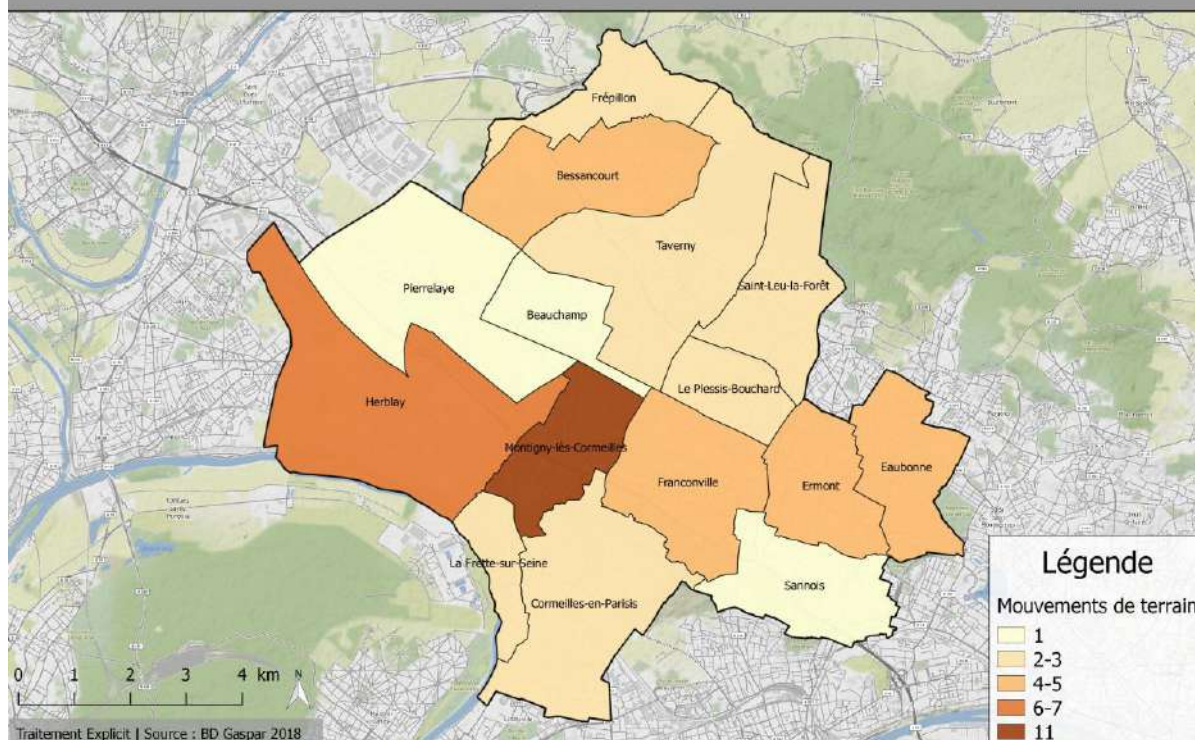 Frépillon
Bessancourt
Taverny
Saint-Leu-la-Forêt
Pierrelaye
Beauchamp
Le Plessis-Bouchard
Herblay
Montigny-lès-Cormeilles
Franconville
Ermont
Eaubonne
La Frette-sur-Seine
Cormeilles-en-Parisis
Sannois
Légende
Mouvements de terrain
1
2-3
4-5
6-7
11
0 1 2 3 4 km
N
Traitement Explicit | Source : BD Gaspar 2018